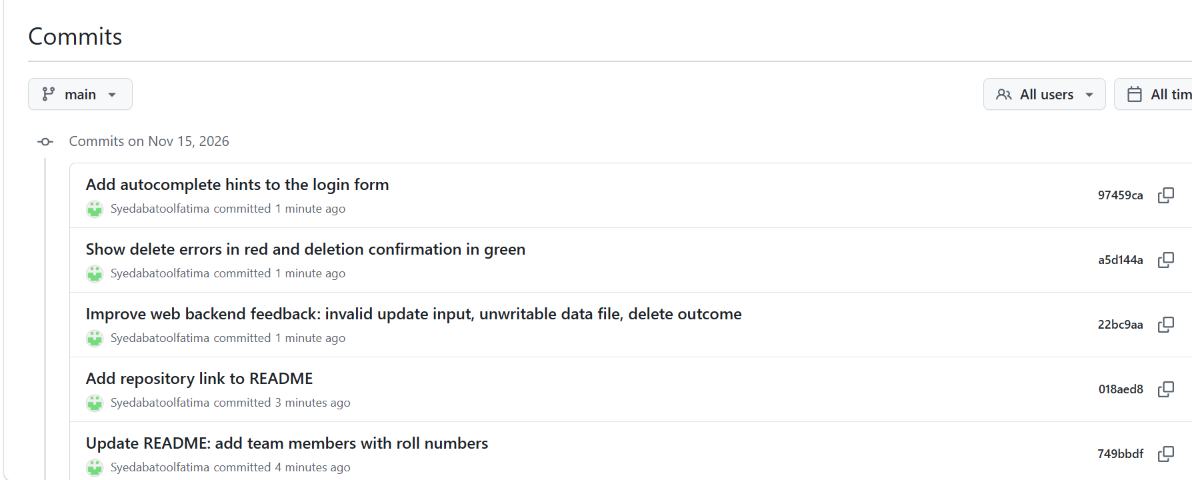 Commits
main
All users
All tim
Commits on Nov 15, 2026
Add autocomplete hints to the login form
Syedabatoolfatima committed 1 minute ago
97459ca
Show delete errors in red and deletion confirmation in green
Syedabatoolfatima committed 1 minute ago
a5d144a
Improve web backend feedback: invalid update input, unwritable data file, delete outcome
Syedabatoolfatima committed 1 minute ago
22bc9aa
Add repository link to README
Syedabatoolfatima committed 3 minutes ago
018aed8
Update README: add team members with roll numbers
Syedabatoolfatima committed 4 minutes ago
749bbdf